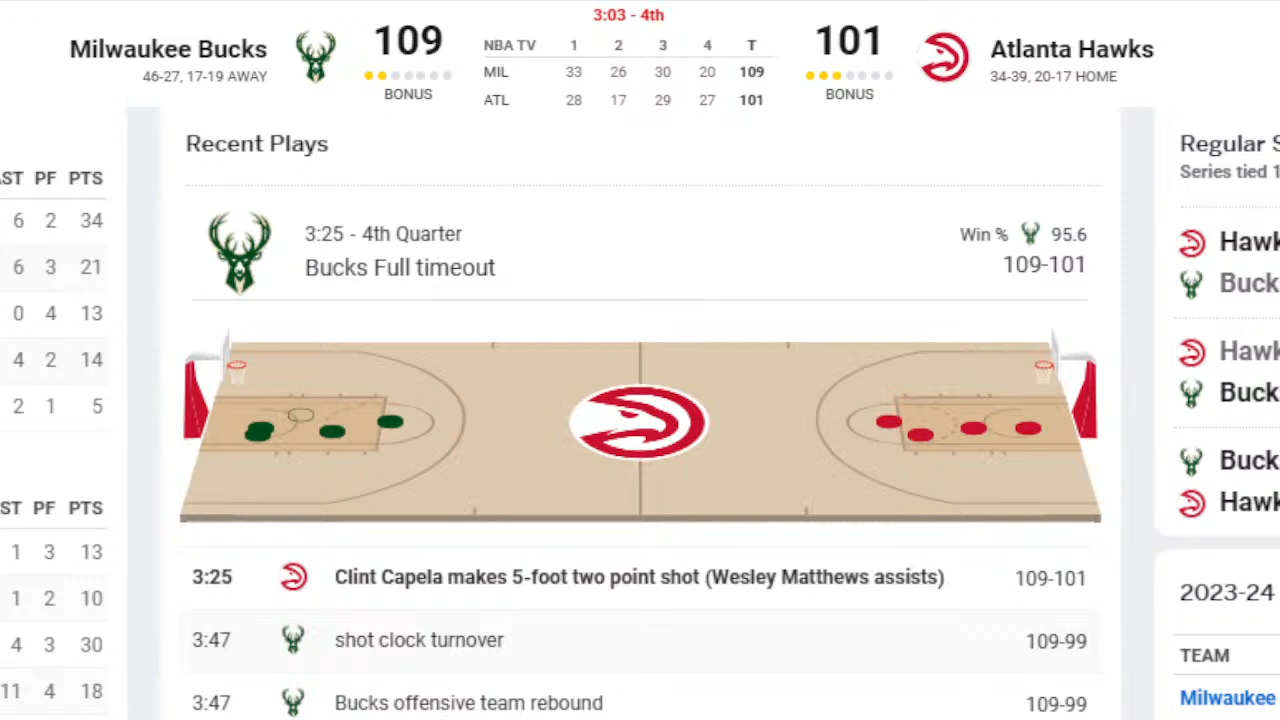 3:03 - 4th
Milwaukee Bucks
46-27, 17-19 AWAY
109
BONUS
NBA TV 1 2 3 4 T
MIL 33 26 30 20 109
ATL 28 17 29 27 101
101
BONUS
Atlanta Hawks
34-39, 20-17 HOME
AST PF PTS
6 2 34
6 3 21
0 4 13
4 2 14
2 1 5
ST PF PTS
1 3 13
1 2 10
4 3 30
11 4 18
Recent Plays
3:25 - 4th Quarter
Bucks Full timeout
Win % 95.6
109-101
3:25 Clint Capela makes 5-foot two point shot (Wesley Matthews assists) 109-101
3:47 shot clock turnover 109-99
3:47 Bucks offensive team rebound 109-99
Regular S
Series tied 1
Hawk
Buck
Hawk
Buck
Buck
Hawk
2023-24
TEAM
Milwaukee